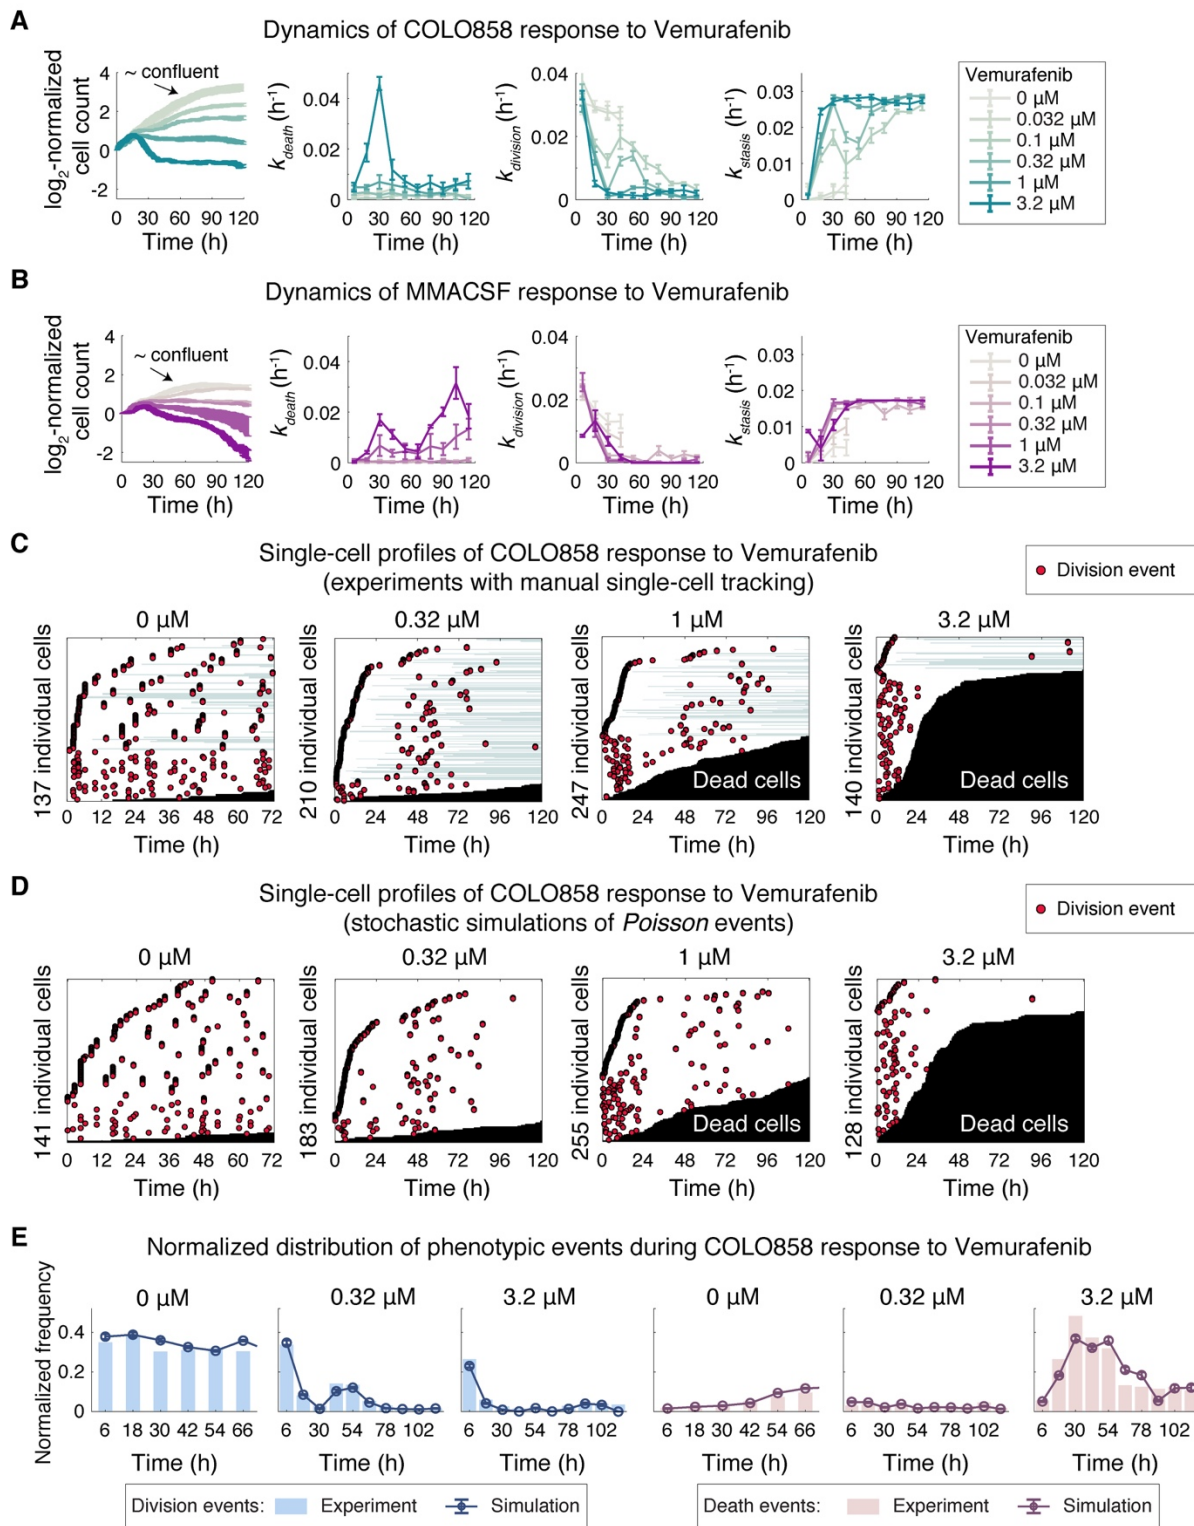 A
Dynamics of COLO858 response to Vemurafenib
log2-normalized
cell count
~ confluent
4
2
0
-2
0 30 60 90 120
Time (h)
k_death (h⁻¹)
0.04
0.02
0
0 30 60 90 120
Time (h)
k_division (h⁻¹)
0.04
0.02
0
0 30 60 90 120
Time (h)
k_stasis (h⁻¹)
0.03
0.02
0.01
0
0 30 60 90 120
Time (h)
Vemurafenib
0 µM
0.032 µM
0.1 µM
0.32 µM
1 µM
3.2 µM
B
Dynamics of MMACSF response to Vemurafenib
log2-normalized
cell count
~ confluent
4
2
0
-2
0 30 60 90 120
Time (h)
k_death (h⁻¹)
0.04
0.02
0
0 30 60 90 120
Time (h)
k_division (h⁻¹)
0.04
0.02
0
0 30 60 90 120
Time (h)
k_stasis (h⁻¹)
0.03
0.02
0.01
0
0 30 60 90 120
Time (h)
Vemurafenib
0 µM
0.032 µM
0.1 µM
0.32 µM
1 µM
3.2 µM
C
Single-cell profiles of COLO858 response to Vemurafenib
(experiments with manual single-cell tracking)
Division event
0 µM
137 individual cells
0 12 24 36 48 60 72
Time (h)
0.32 µM
210 individual cells
0 24 48 72 96 120
Time (h)
1 µM
247 individual cells
Dead cells
0 24 48 72 96 120
Time (h)
3.2 µM
140 individual cells
0 24 48 72 96 120
Time (h)
D
Single-cell profiles of COLO858 response to Vemurafenib
(stochastic simulations of Poisson events)
Division event
0 µM
141 individual cells
0 12 24 36 48 60 72
Time (h)
0.32 µM
183 individual cells
0 24 48 72 96 120
Time (h)
1 µM
255 individual cells
Dead cells
0 24 48 72 96 120
Time (h)
3.2 µM
128 individual cells
0 24 48 72 96 120
Time (h)
E
Normalized distribution of phenotypic events during COLO858 response to Vemurafenib
Normalized frequency
0.4
0.2
0
0 µM
6 18 30 42 54 66
Time (h)
0.32 µM
6 30 54 78 102
Time (h)
3.2 µM
6 30 54 78 102
Time (h)
0 µM
6 18 30 42 54 66
Time (h)
0.32 µM
6 30 54 78 102
Time (h)
3.2 µM
6 30 54 78 102
Time (h)
Division events: Experiment Simulation
Death events: Experiment Simulation